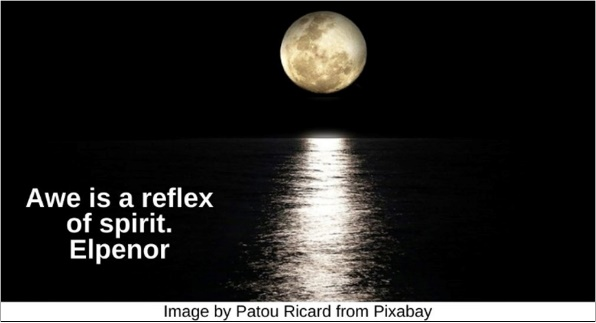 Awe is a reflex
of spirit.
Elpenor
Image by Patou Ricard from Pixabay